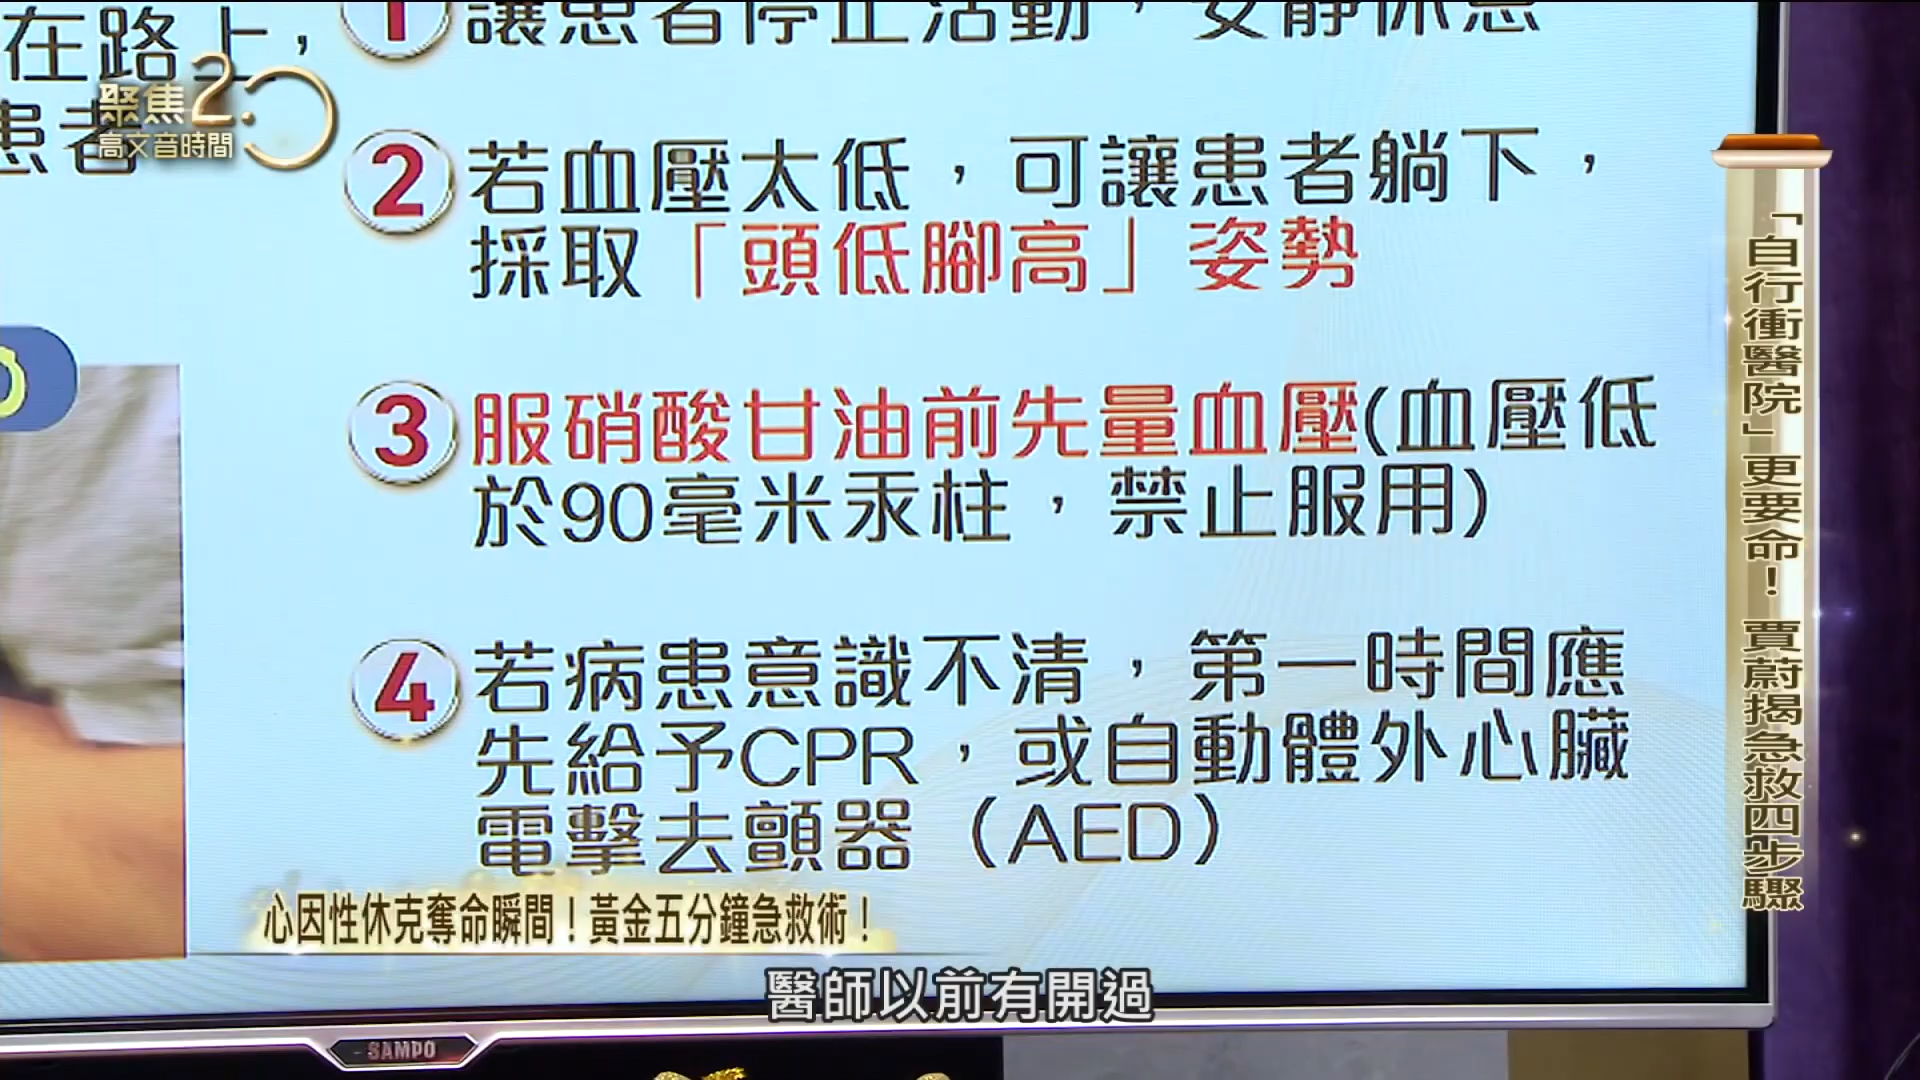 在路上，
患者
聚焦2.0
高文音時間
① 讓患者停止活動，安靜休息
② 若血壓太低，可讓患者躺下，
採取「頭低腳高」姿勢
③ 服硝酸甘油前先量血壓(血壓低
於90毫米汞柱，禁止服用)
④ 若病患意識不清，第一時間應
先給予CPR，或自動體外心臟
電擊去顫器（AED）
「自行衝醫院」更要命！賈蔚揭急救四步驟
心因性休克奪命瞬間！黃金五分鐘急救術！
醫師以前有開過
SAMPO